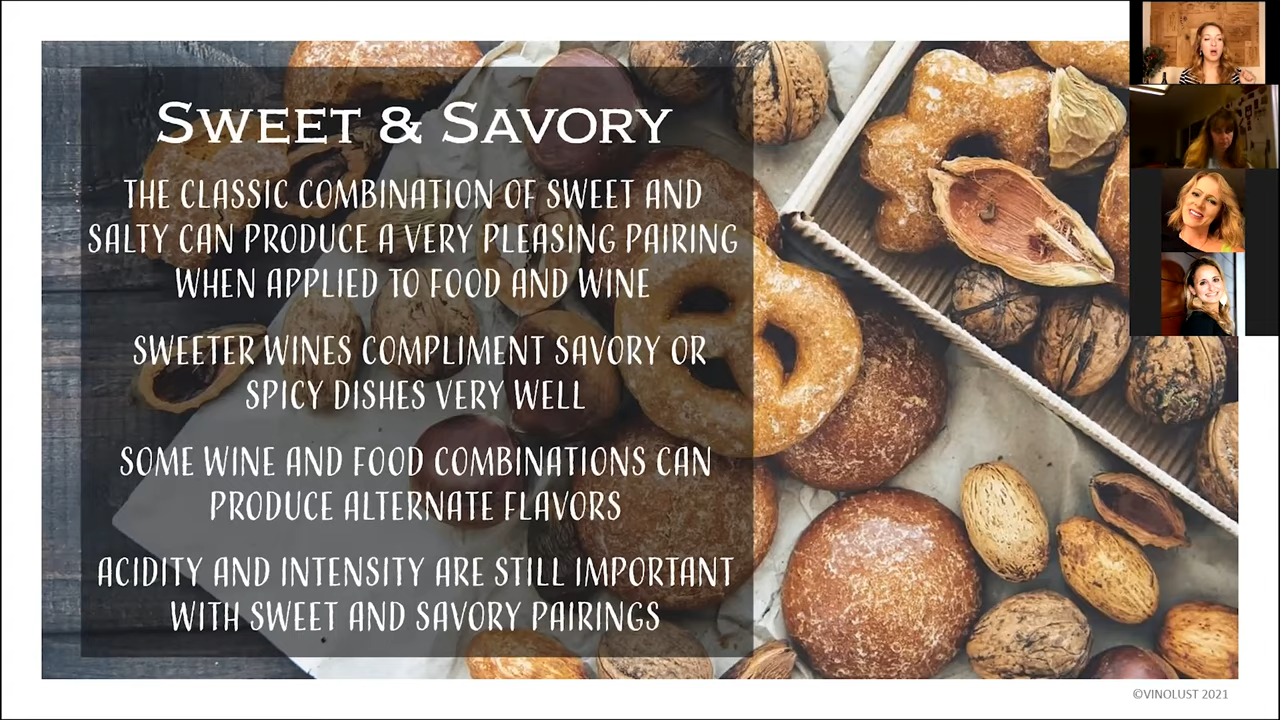 SWEET & SAVORY
THE CLASSIC COMBINATION OF SWEET AND
SALTY CAN PRODUCE A VERY PLEASING PAIRING
WHEN APPLIED TO FOOD AND WINE
SWEETER WINES COMPLIMENT SAVORY OR
SPICY DISHES VERY WELL
SOME WINE AND FOOD COMBINATIONS CAN
PRODUCE ALTERNATE FLAVORS
ACIDITY AND INTENSITY ARE STILL IMPORTANT
WITH SWEET AND SAVORY PAIRINGS
©VINOLUST 2021